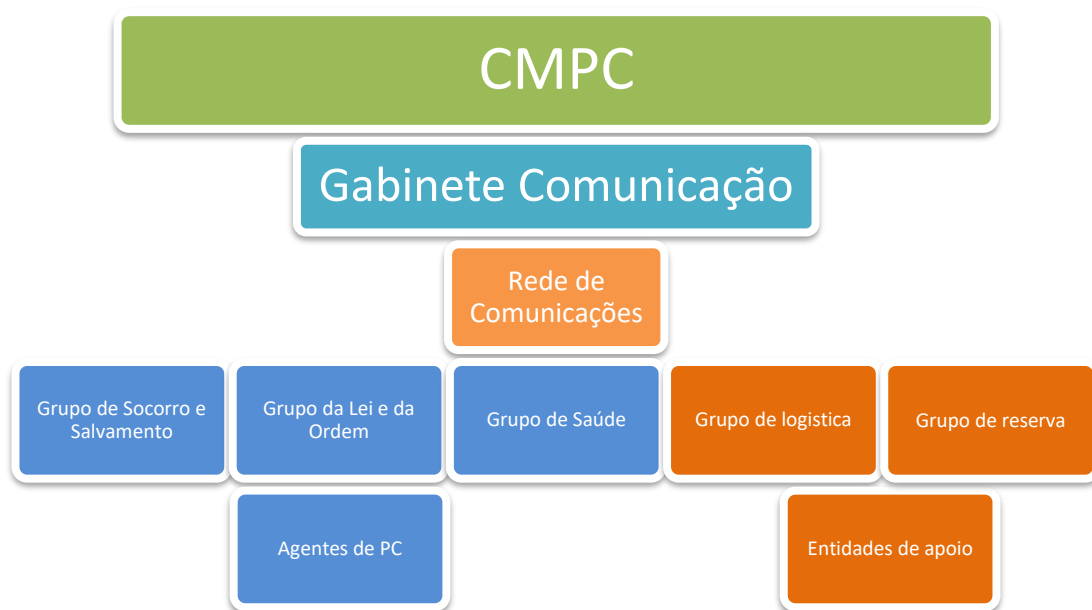 CMPC
Gabinete Comunicação
Rede de
Comunicações
Grupo de Socorro e
Salvamento
Grupo da Lei e da
Ordem
Grupo de Saúde
Grupo de logistica
Grupo de reserva
Agentes de PC
Entidades de apoio